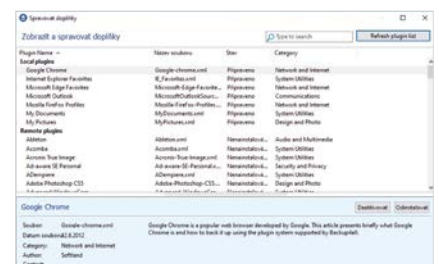 Spravovat doplňky
Zobrazit a spravovat doplňky
Type to search
Refresh plugin list
Plugin Name Název souboru Stav Category
Local plugins
Google Chrome Google-chrome.xml Připraveno Network and Internet
Internet Explorer Favorites IE_Favorites.xml Připraveno System Utilities
Microsoft Edge Favorites Microsoft-Edge-Favorite... Připraveno Network and Internet
Microsoft Outlook MicrosoftOutlookSourc... Připraveno Communications
Mozilla FireFox Profiles Mozilla-FireFox-Profiles.... Připraveno Network and Internet
My Documents MyDocuments.xml Připraveno System Utilities
My Pictures MyPictures.xml Připraveno Design and Photo
Remote plugins
Ableton Ableton.xml Nenainstalová... Audio and Multimedia
Acomba Acomba.xml Nenainstalová... System Utilities
Acronis True Image Acronis-True-Image.xml Nenainstalová... System Utilities
Ad-aware SE Personal Ad-aware-SE-Personal.x... Nenainstalová... Security and Privacy
ADempiere ADempiere.xml Nenainstalová... System Utilities
Adobe Photoshop CS5 Adobe-Photoshop-CS5... Nenainstalová... Design and Photo
Google Chrome
Deaktivovat Odinstalovat
Soubor: Google-chrome.xml
Datum souboru: 2.8.2012
Category: Network and Internet
Author: Softland
Google Chrome is a popular web browser developed by Google. This article presents briefly what Google
Chrome is and how to back it up using the plugin system supported by Backup4all.